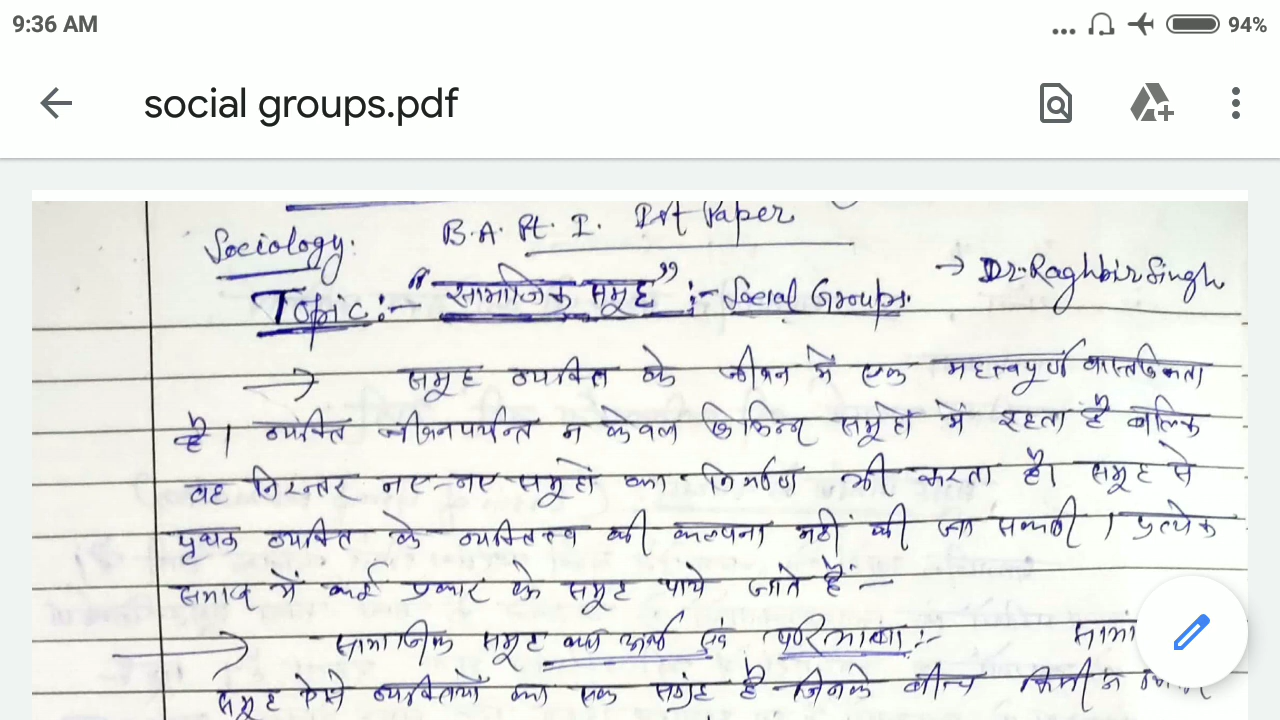 9:36 AM
... 94%
social groups.pdf
Sociology: B.A. Pt. I. Ist Paper
→ Dr. Raghbir Singh
Topic:- "सामाजिक समूह" :- Social Groups.
→ समूह व्यक्ति के जीवन में एक महत्वपूर्ण वास्तविकता
है। व्यक्ति जीवनपर्यन्त न केवल विभिन्न समूहों में रहता है बल्कि
वह निरन्तर नए-नए समूहों का निर्माण भी करता है। समूह से
पृथक व्यक्ति के व्यक्तित्व की कल्पना नहीं की जा सकती। प्रत्येक
समाज में कई प्रकार के समूह पाये जाते हैं -
→ सामाजिक समूह का अर्थ एवं परिभाषा :-
समूह ऐसे व्यक्तियों का एक संग्रह है जिनके बीच किसी न